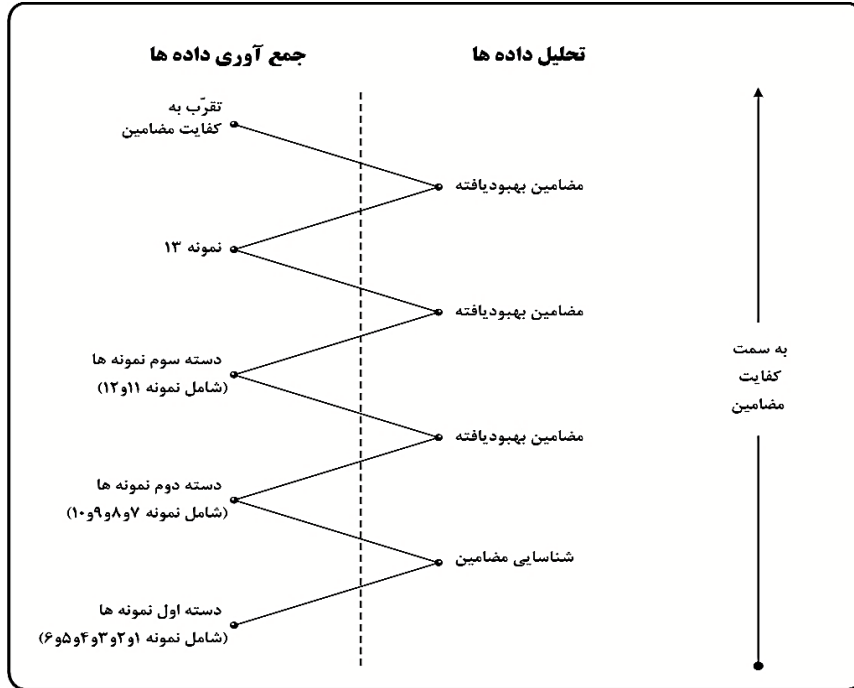 تحلیل داده ها
جمع آوری داده ها
تقرّب به
کفایت مضامین
مضامین بهبودیافته
نمونه ۱۳
مضامین بهبودیافته
به سمت
کفایت
مضامین
دسته سوم نمونه ها
(شامل نمونه ۱۱و۱۲)
مضامین بهبودیافته
دسته دوم نمونه ها
(شامل نمونه ۷و۸و۹و۱۰)
شناسایی مضامین
دسته اول نمونه ها
(شامل نمونه ۱و۲و۳و۴و۵و۶)